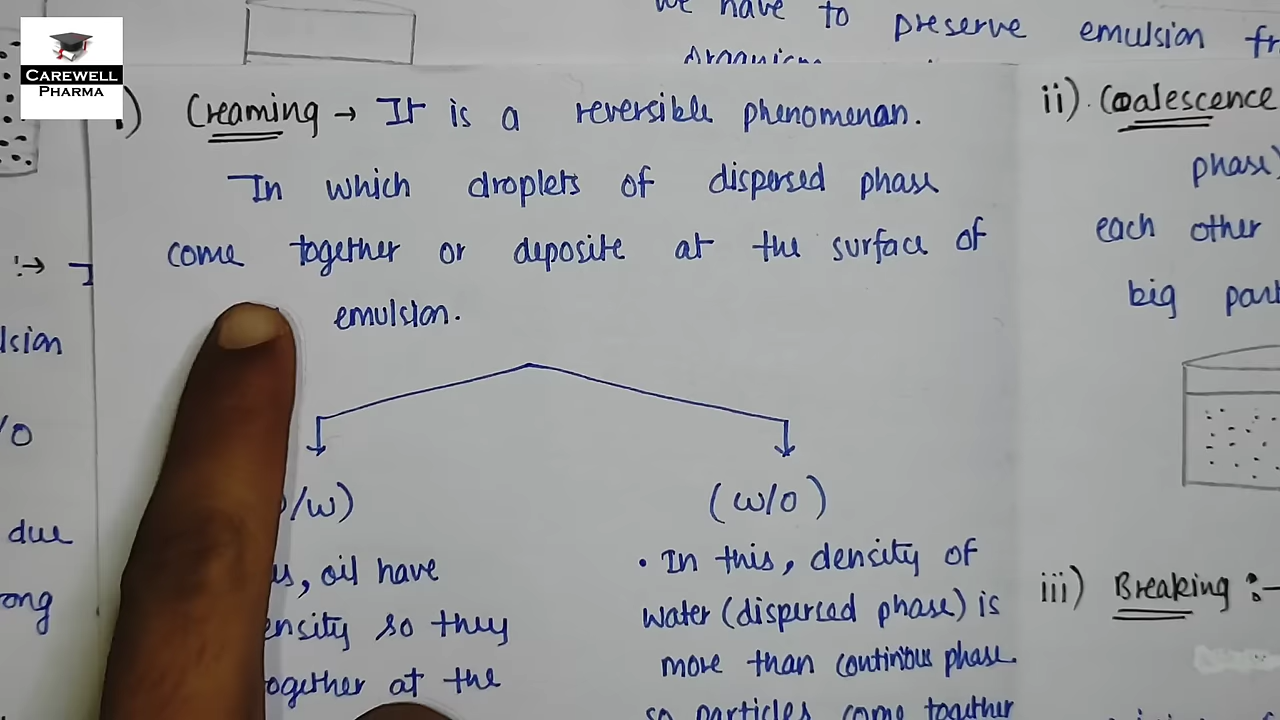 we have to preserve emulsion
CAREWELL
PHARMA
Creaming → It is a reversible phenomenan.
In which droplets of dispersed phase
come together or deposite at the surface of
emulsion.
(w/o)
, oil have
so they
at the
• In this, density of
water (dispersed phase) is
more than continous phase.
so particles come together
ii). Coalescence
phase)
each other
big
iii) Breaking :-
due